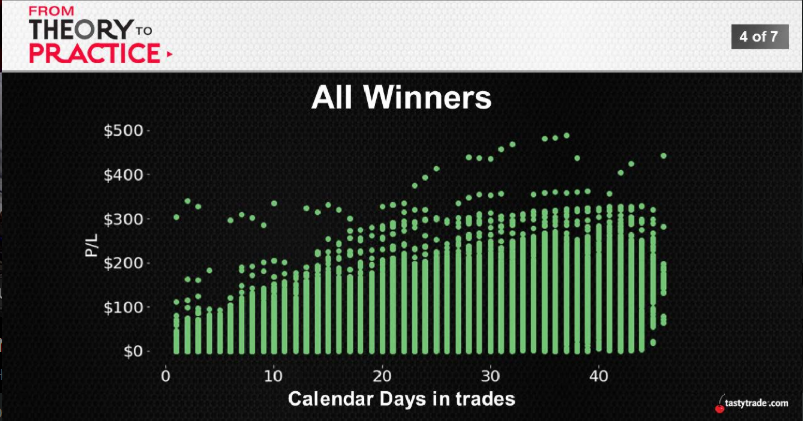 FROM
THEORY TO
PRACTICE
4 of 7
All Winners
$500
$400
$300
$200
$100
$0
P/L
0 10 20 30 40
Calendar Days in trades
tastytrade.com